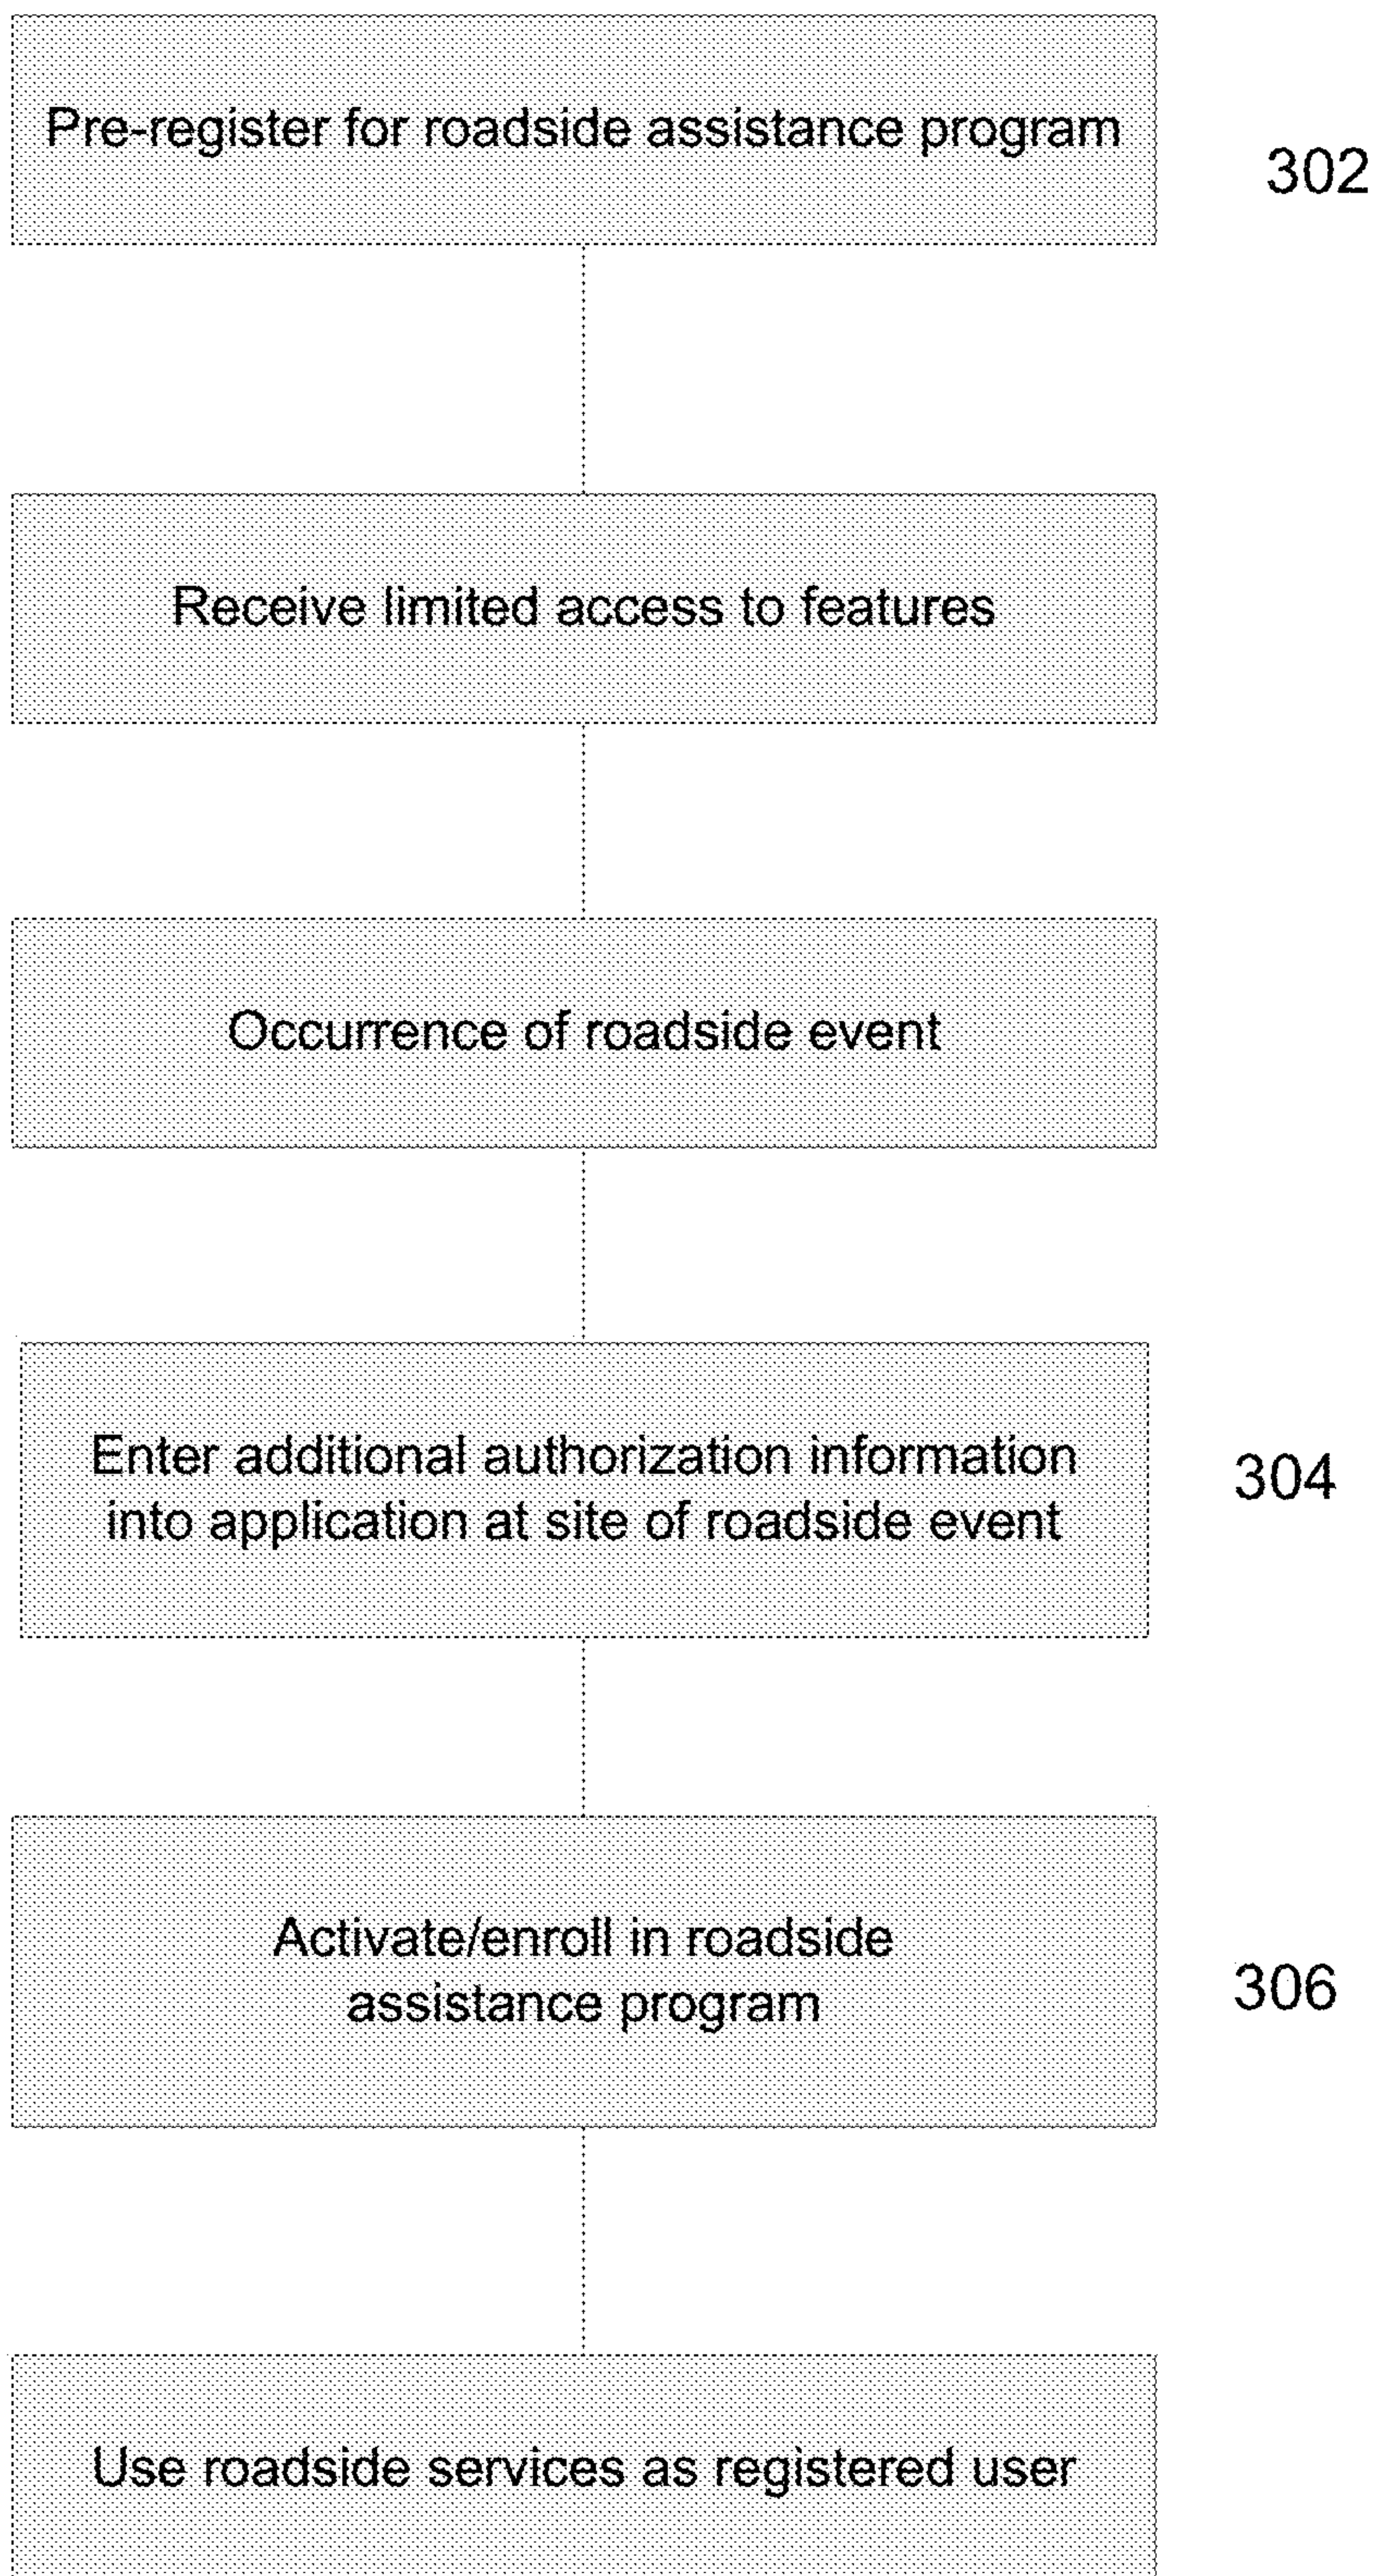 Pre-register for roadside assistance program
302
Receive limited access to features
Occurrence of roadside event
Enter additional authorization information
into application at site of roadside event
304
Activate/enroll in roadside
assistance program
306
Use roadside services as registered user